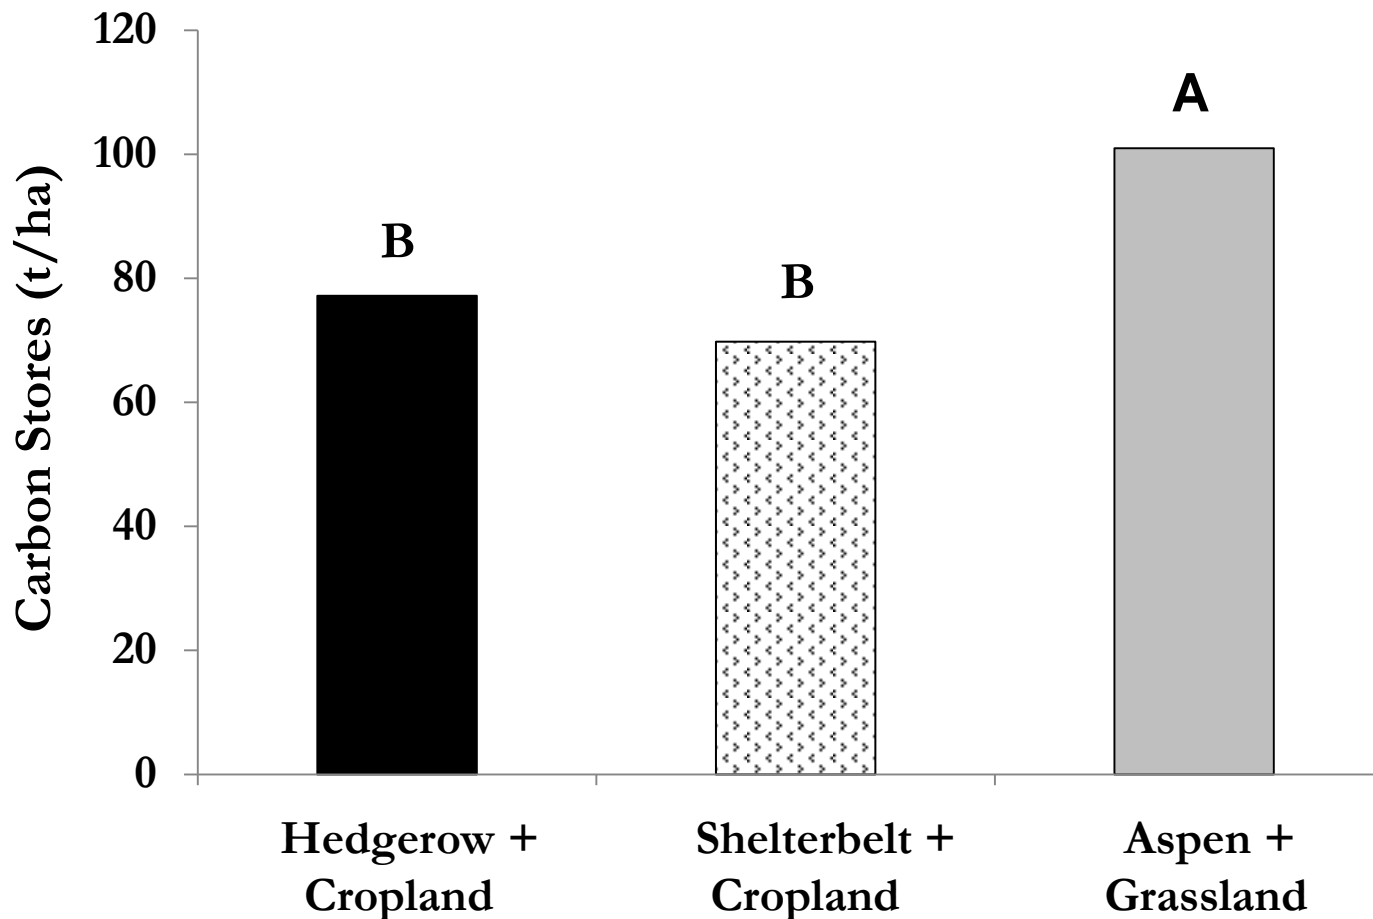 120
100
80
60
40
20
0
Carbon Stores (t/ha)
B
B
A
Hedgerow +
Cropland
Shelterbelt +
Cropland
Aspen +
Grassland